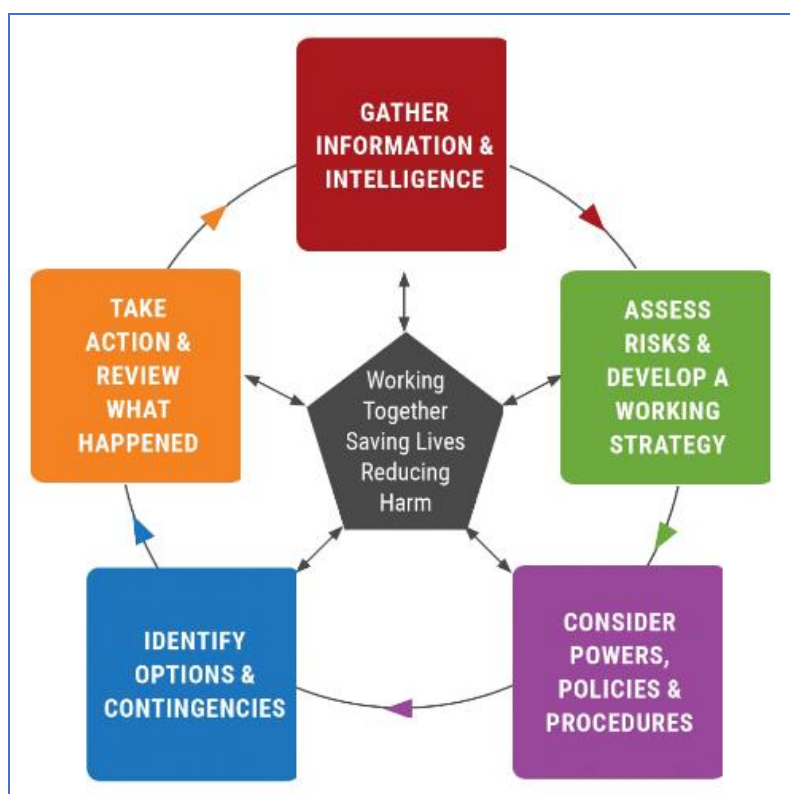 GATHER
INFORMATION &
INTELLIGENCE
ASSESS
RISKS &
DEVELOP A
WORKING
STRATEGY
CONSIDER
POWERS,
POLICIES &
PROCEDURES
IDENTIFY
OPTIONS &
CONTINGENCIES
TAKE
ACTION &
REVIEW
WHAT
HAPPENED
Working
Together
Saving Lives
Reducing
Harm